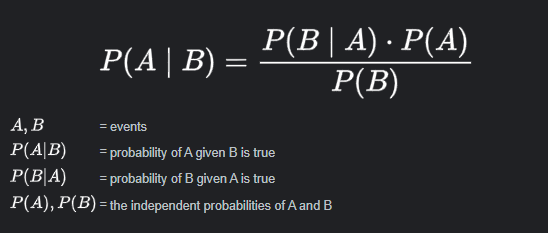 P(A | B) = P(B | A) · P(A) / P(B)
A, B = events
P(A|B) = probability of A given B is true
P(B|A) = probability of B given A is true
P(A), P(B) = the independent probabilities of A and B